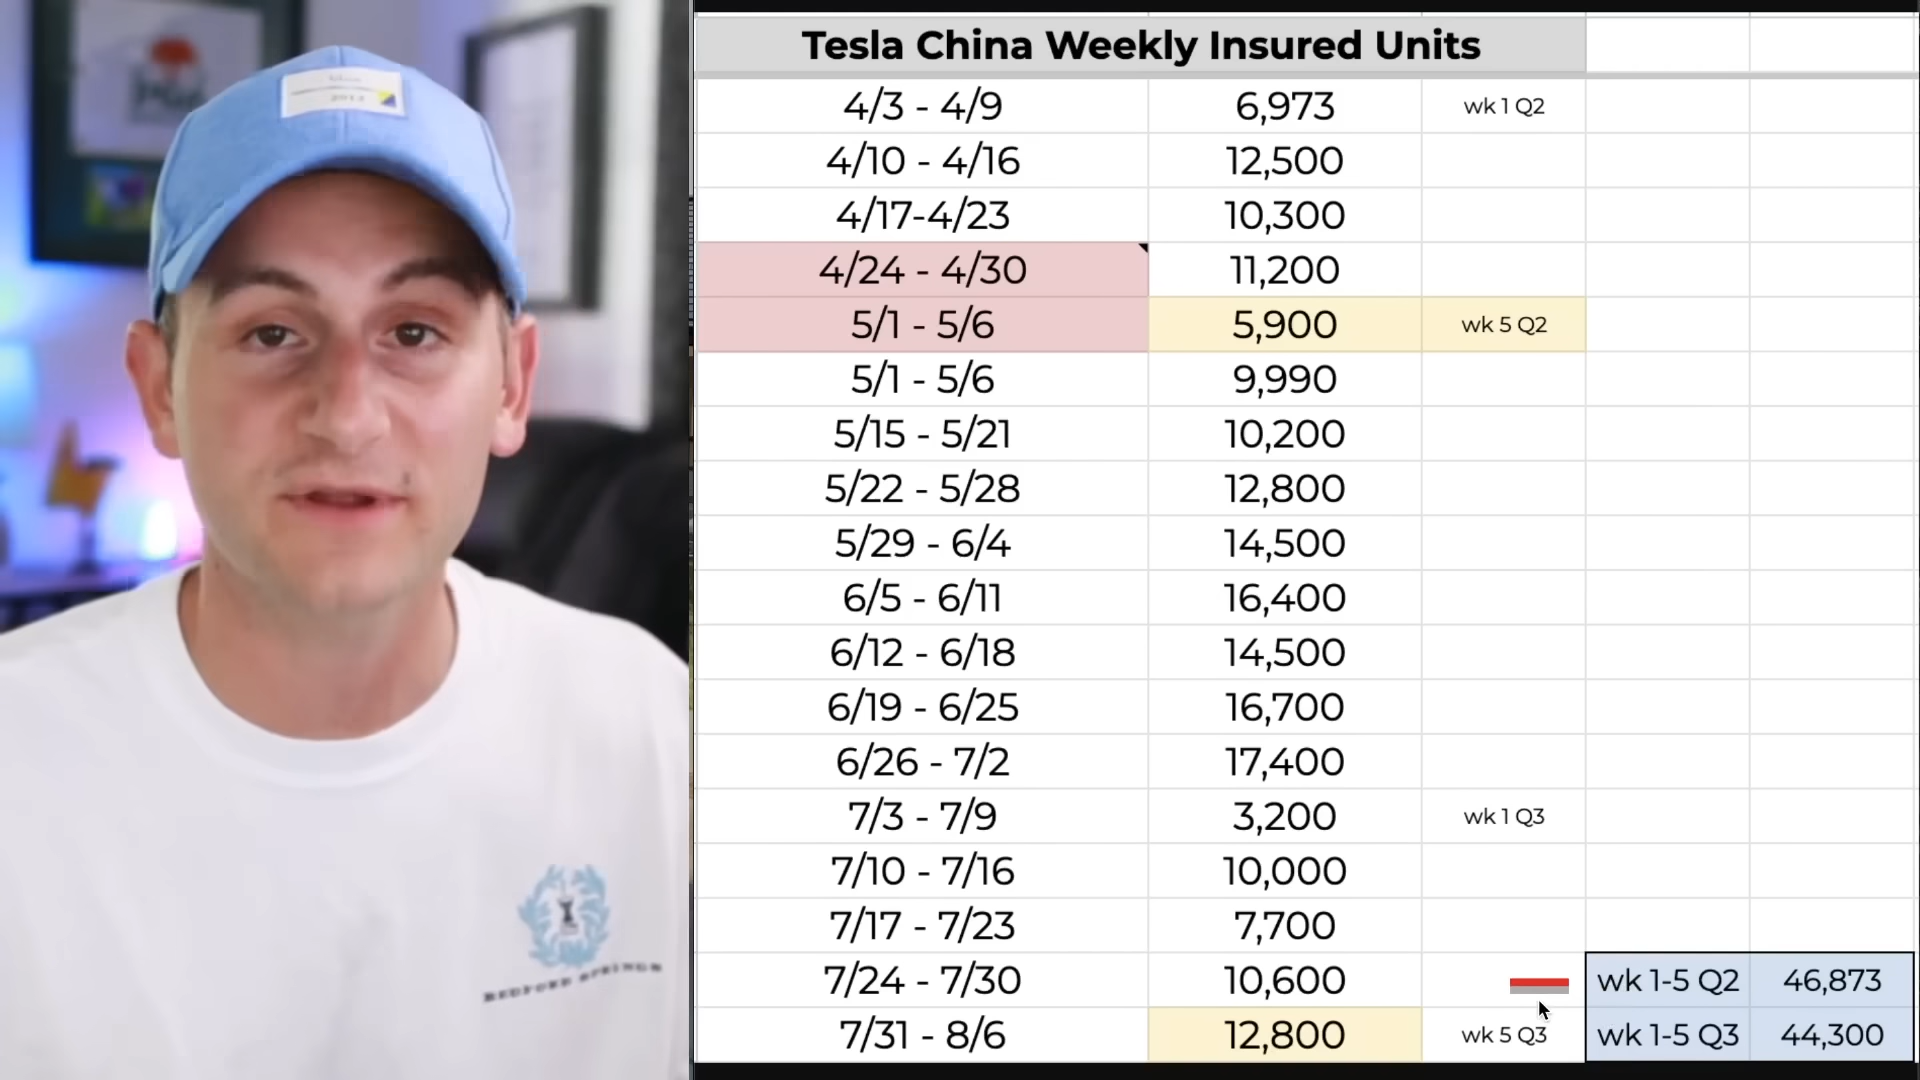 2012
BEDFORD SPRINGS
Tesla China Weekly Insured Units
4/3 - 4/9 6,973 wk 1 Q2
4/10 - 4/16 12,500
4/17-4/23 10,300
4/24 - 4/30 11,200
5/1 - 5/6 5,900 wk 5 Q2
5/1 - 5/6 9,990
5/15 - 5/21 10,200
5/22 - 5/28 12,800
5/29 - 6/4 14,500
6/5 - 6/11 16,400
6/12 - 6/18 14,500
6/19 - 6/25 16,700
6/26 - 7/2 17,400
7/3 - 7/9 3,200 wk 1 Q3
7/10 - 7/16 10,000
7/17 - 7/23 7,700
7/24 - 7/30 10,600 wk 1-5 Q2 46,873
7/31 - 8/6 12,800 wk 5 Q3 wk 1-5 Q3 44,300